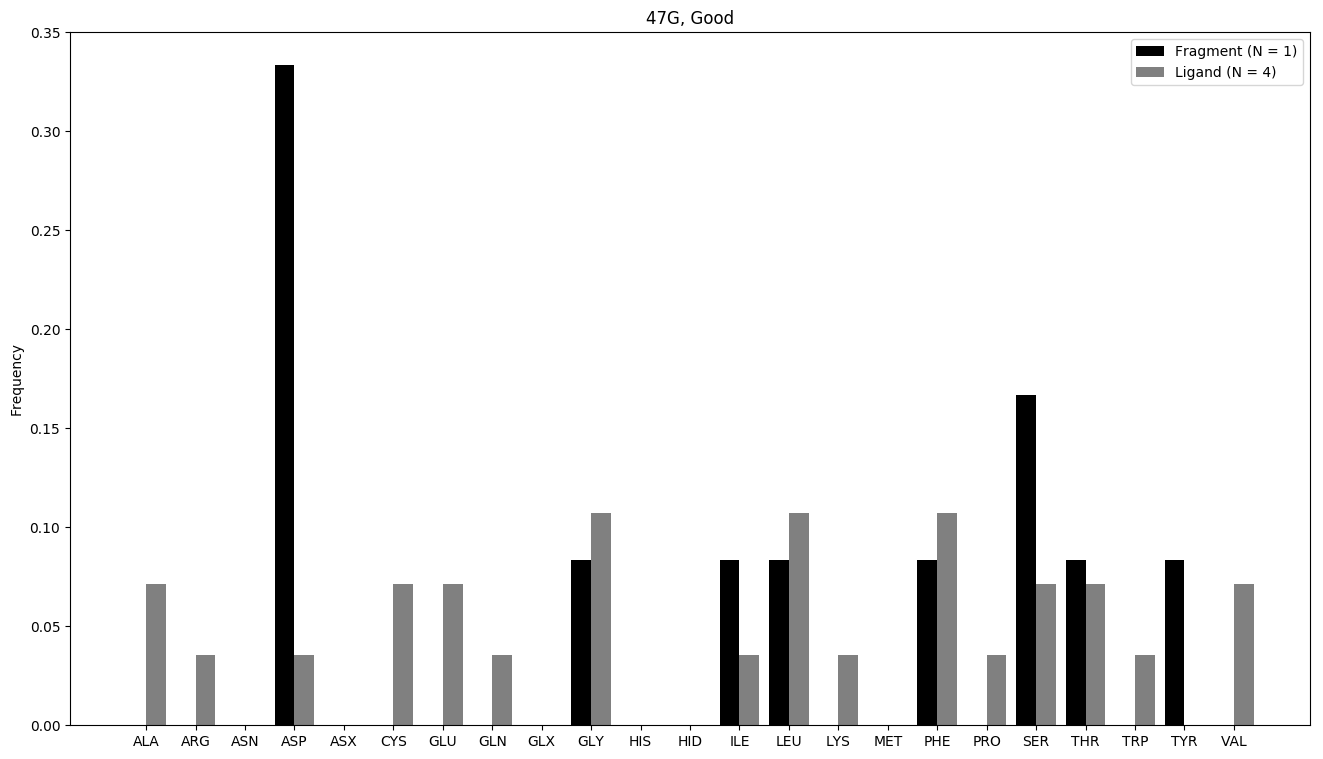 47G, Good
Fragment (N = 1)
Ligand (N = 4)
Frequency
0.35
0.30
0.25
0.20
0.15
0.10
0.05
0.00
ALA ARG ASN ASP ASX CYS GLU GLN GLX GLY HIS HID ILE LEU LYS MET PHE PRO SER THR TRP TYR VAL